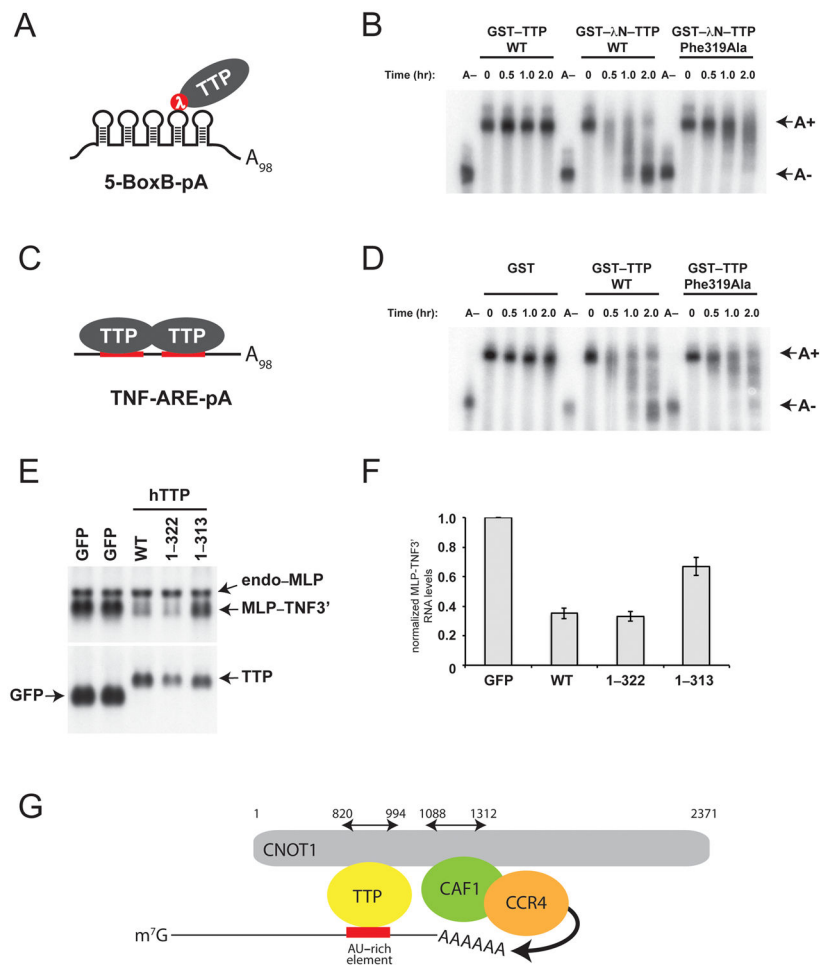 A
TTP
λ
A98
5-BoxB-pA
B
GST–TTP
WT
GST–λN–TTP
WT
GST–λN–TTP
Phe319Ala
Time (hr): A– 0 0.5 1.0 2.0 A– 0 0.5 1.0 2.0 A– 0 0.5 1.0 2.0
A+
A-
C
TTP TTP
A98
TNF-ARE-pA
D
GST
GST–TTP
WT
GST–TTP
Phe319Ala
Time (hr): A– 0 0.5 1.0 2.0 A– 0 0.5 1.0 2.0 A– 0 0.5 1.0 2.0
A+
A-
E
hTTP
GFP GFP WT 1–322 1–313
endo–MLP
MLP–TNF3'
TTP
GFP
F
normalized MLP-TNF3'
RNA levels
1.0
0.8
0.6
0.4
0.2
0
GFP WT 1–322 1–313
G
1 820 994 1088 1312 2371
CNOT1
TTP
CAF1
CCR4
m7G
AAAAAA
AU–rich
element